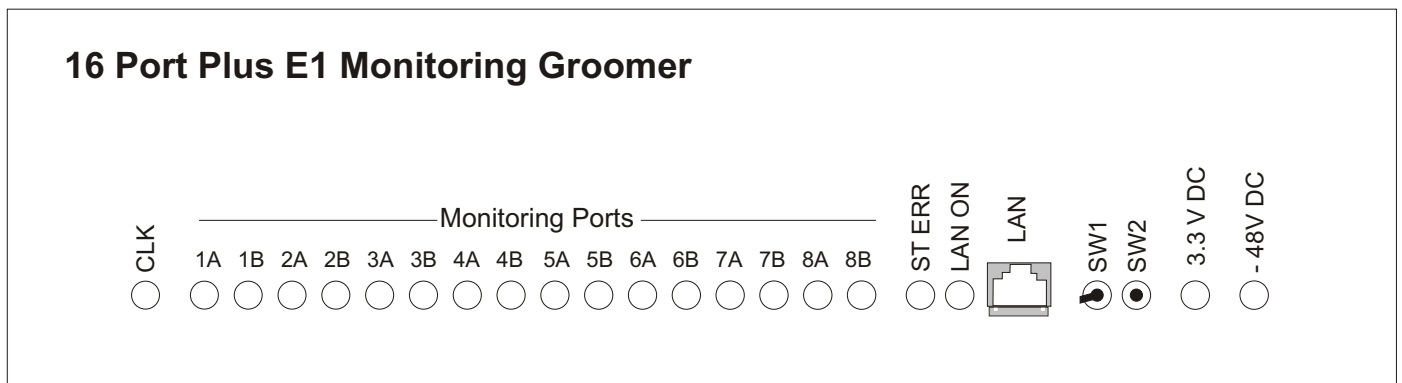 16 Port Plus E1 Monitoring Groomer
Monitoring Ports
CLK
1A 1B 2A 2B 3A 3B 4A 4B 5A 5B 6A 6B 7A 7B 8A 8B
ST ERR
LAN ON
LAN
SW1
SW2
3.3 V DC
- 48V DC